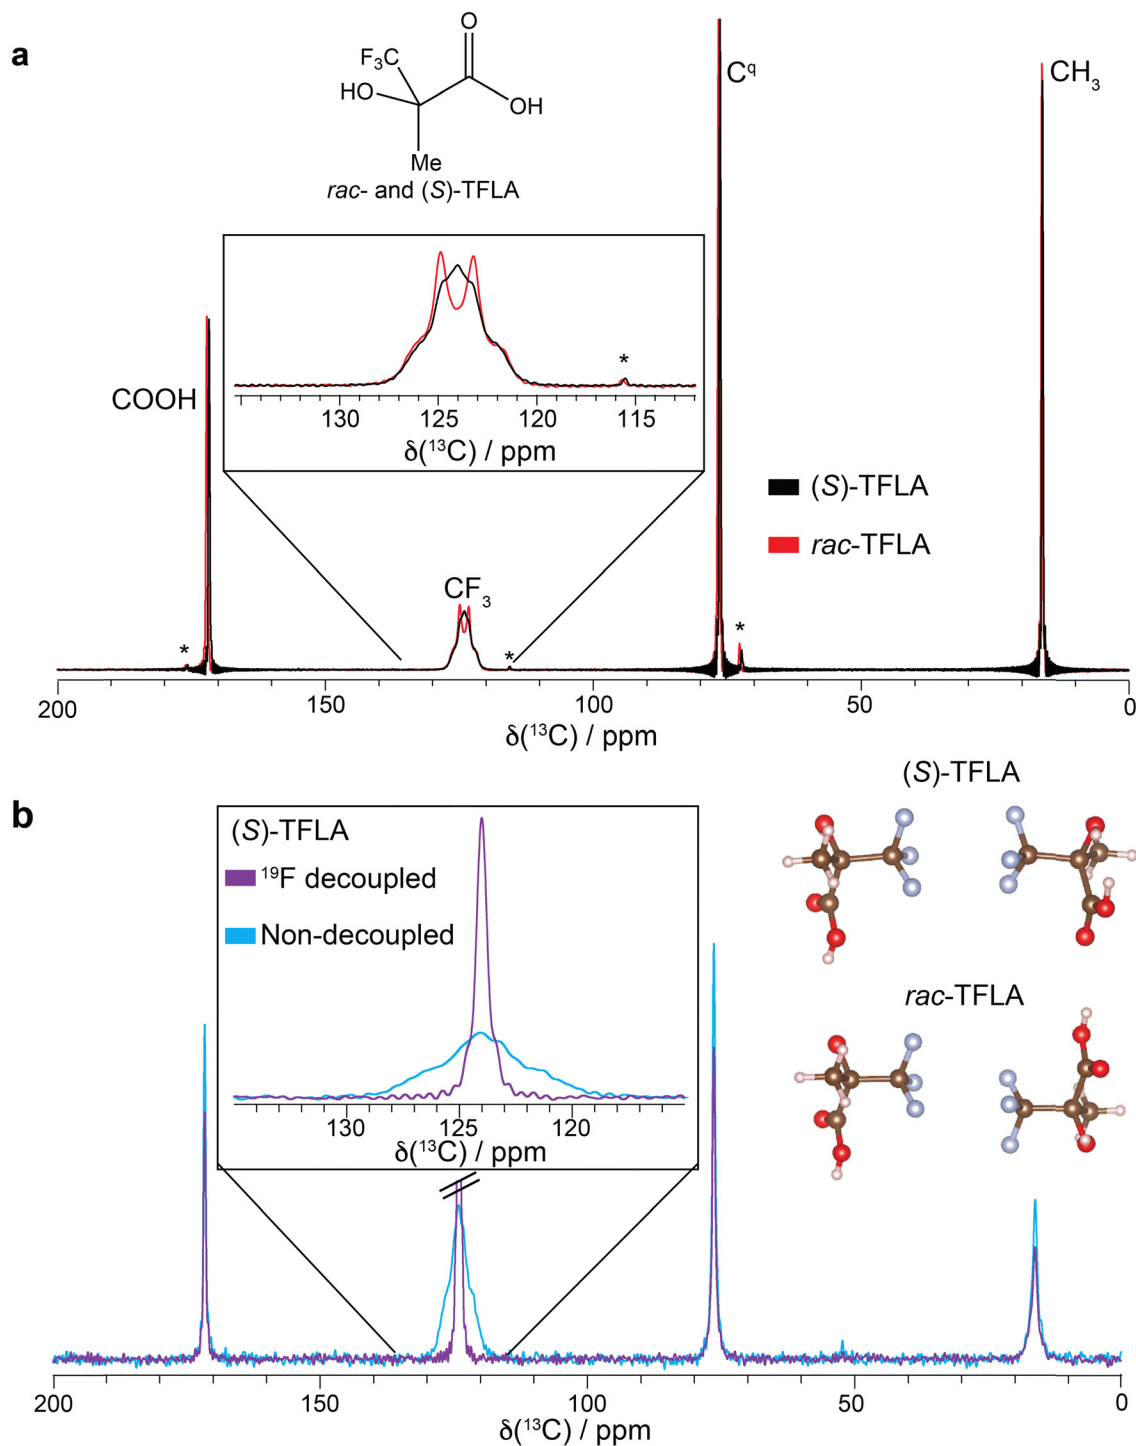 a
O
F₃C
HO
OH
Me
rac- and (S)-TFLA
Cq
CH₃
COOH
*
130 125 120 115
δ(¹³C) / ppm
(S)-TFLA
rac-TFLA
CF₃
*
*
*
200 150 100 50 0
δ(¹³C) / ppm
b
(S)-TFLA
¹⁹F decoupled
Non-decoupled
130 125 120
δ(¹³C) / ppm
(S)-TFLA
rac-TFLA
200 150 100 50 0
δ(¹³C) / ppm